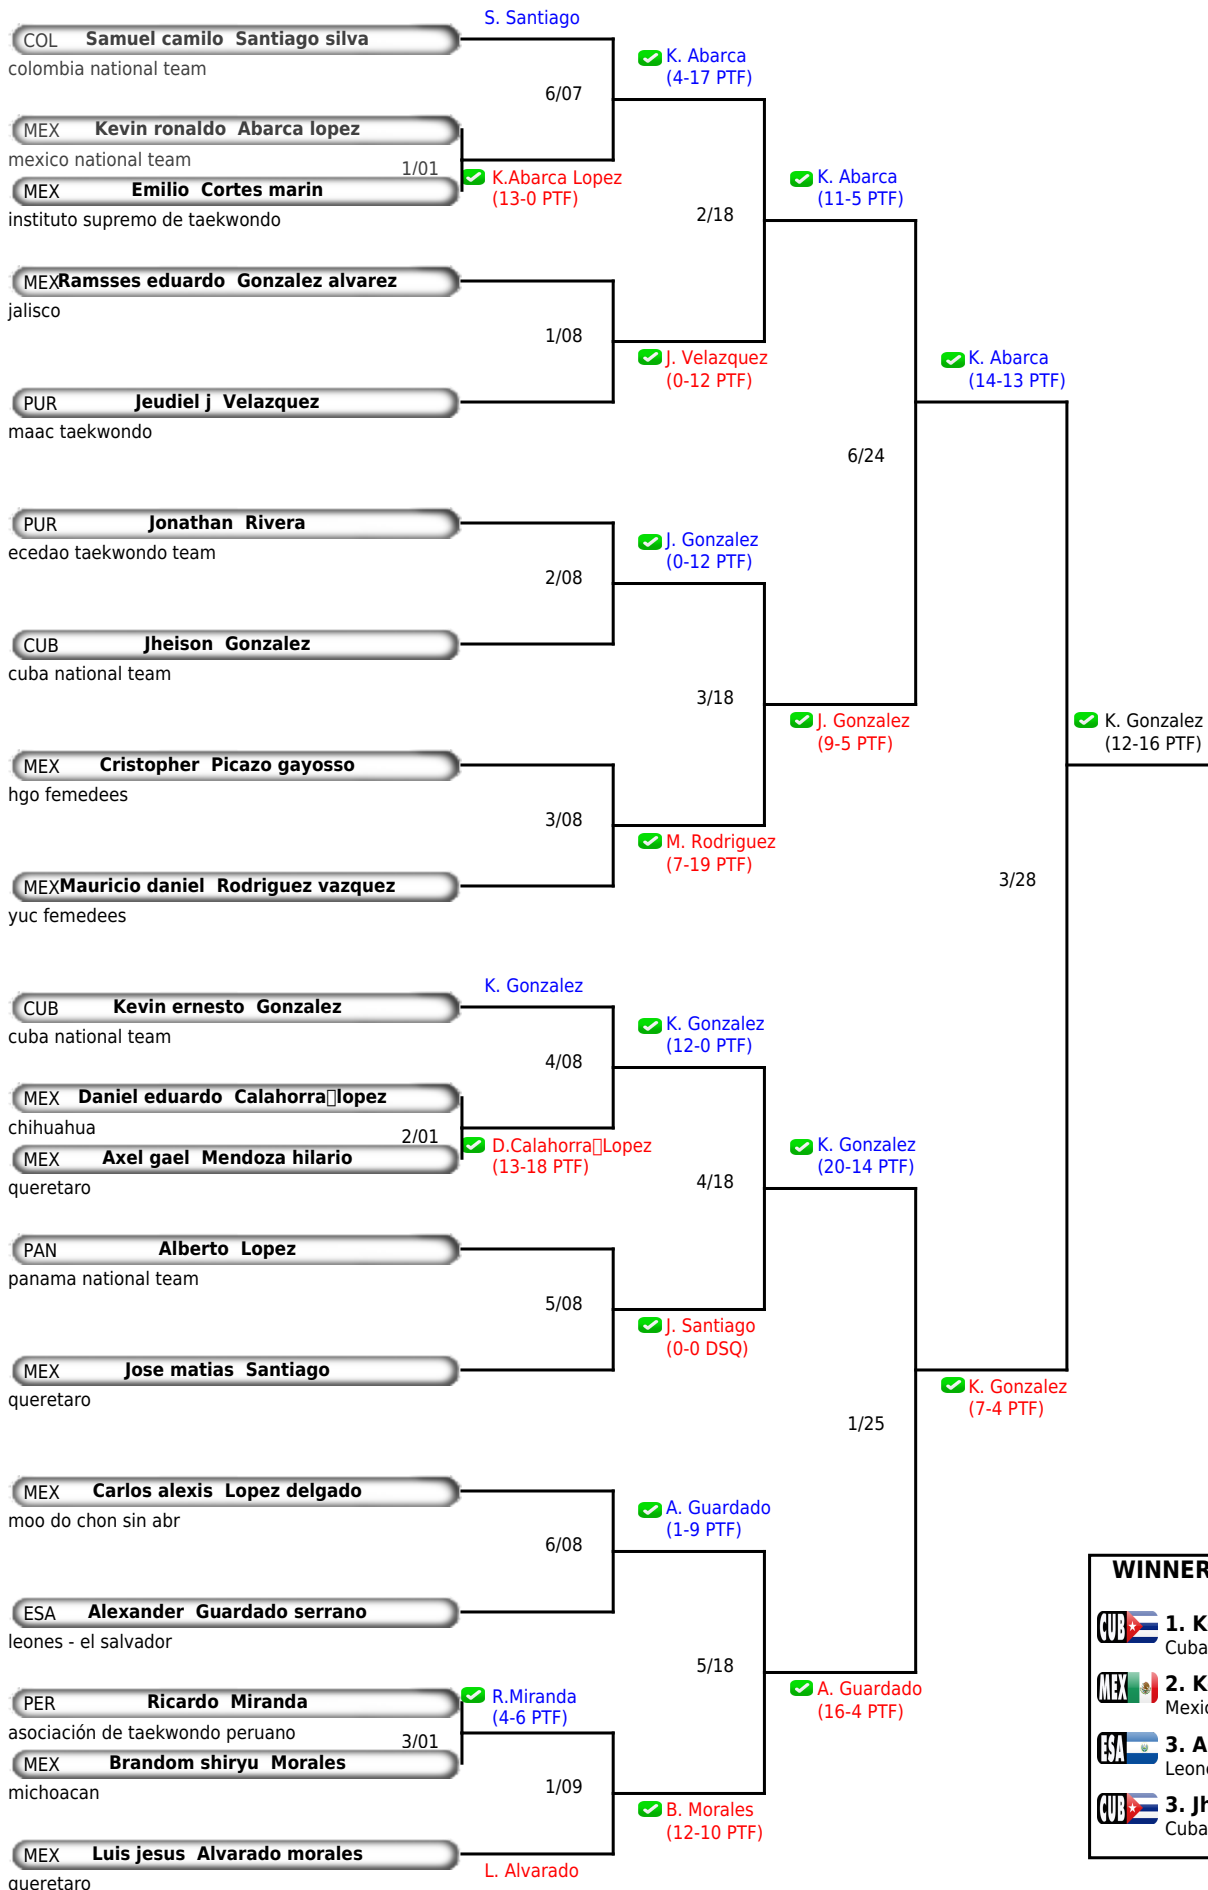 S. Santiago
COL Samuel camilo Santiago silva
colombia national team
K. Abarca
(4-17 PTF)
6/07
MEX Kevin ronaldo Abarca lopez
mexico national team
1/01
K.Abarca Lopez
(13-0 PTF)
MEX Emilio Cortes marin
instituto supremo de taekwondo
K. Abarca
(11-5 PTF)
2/18
MEX Ramsses eduardo Gonzalez alvarez
jalisco
1/08
J. Velazquez
(0-12 PTF)
K. Abarca
(14-13 PTF)
PUR Jeudiel j Velazquez
maac taekwondo
6/24
PUR Jonathan Rivera
ecedao taekwondo team
J. Gonzalez
(0-12 PTF)
2/08
CUB Jheison Gonzalez
cuba national team
3/18
J. Gonzalez
(9-5 PTF)
K. Gonzalez
(12-16 PTF)
MEX Cristopher Picazo gayosso
hgo femedees
3/08
M. Rodriguez
(7-19 PTF)
3/28
MEX Mauricio daniel Rodriguez vazquez
yuc femedees
K. Gonzalez
CUB Kevin ernesto Gonzalez
cuba national team
K. Gonzalez
(12-0 PTF)
4/08
MEX Daniel eduardo Calahorra▯lopez
chihuahua
2/01
D.Calahorra▯Lopez
(13-18 PTF)
MEX Axel gael Mendoza hilario
queretaro
K. Gonzalez
(20-14 PTF)
4/18
PAN Alberto Lopez
panama national team
5/08
J. Santiago
(0-0 DSQ)
MEX Jose matias Santiago
queretaro
K. Gonzalez
(7-4 PTF)
1/25
MEX Carlos alexis Lopez delgado
moo do chon sin abr
A. Guardado
(1-9 PTF)
6/08
ESA Alexander Guardado serrano
leones - el salvador
5/18
A. Guardado
(16-4 PTF)
PER Ricardo Miranda
asociación de taekwondo peruano
R.Miranda
(4-6 PTF)
3/01
MEX Brandom shiryu Morales
michoacan
1/09
B. Morales
(12-10 PTF)
MEX Luis jesus Alvarado morales
queretaro
L. Alvarado
WINNER
CUB 1. K
Cuba
MEX 2. K
Mexic
ESA 3. A
Leon
CUB 3. Jh
Cuba